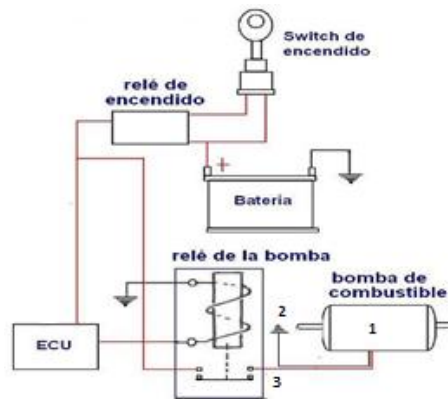 Switch de
encendido
relé de
encendido
+
Bateria
relé de la bomba
bomba de
combustible
2
1
ECU
3